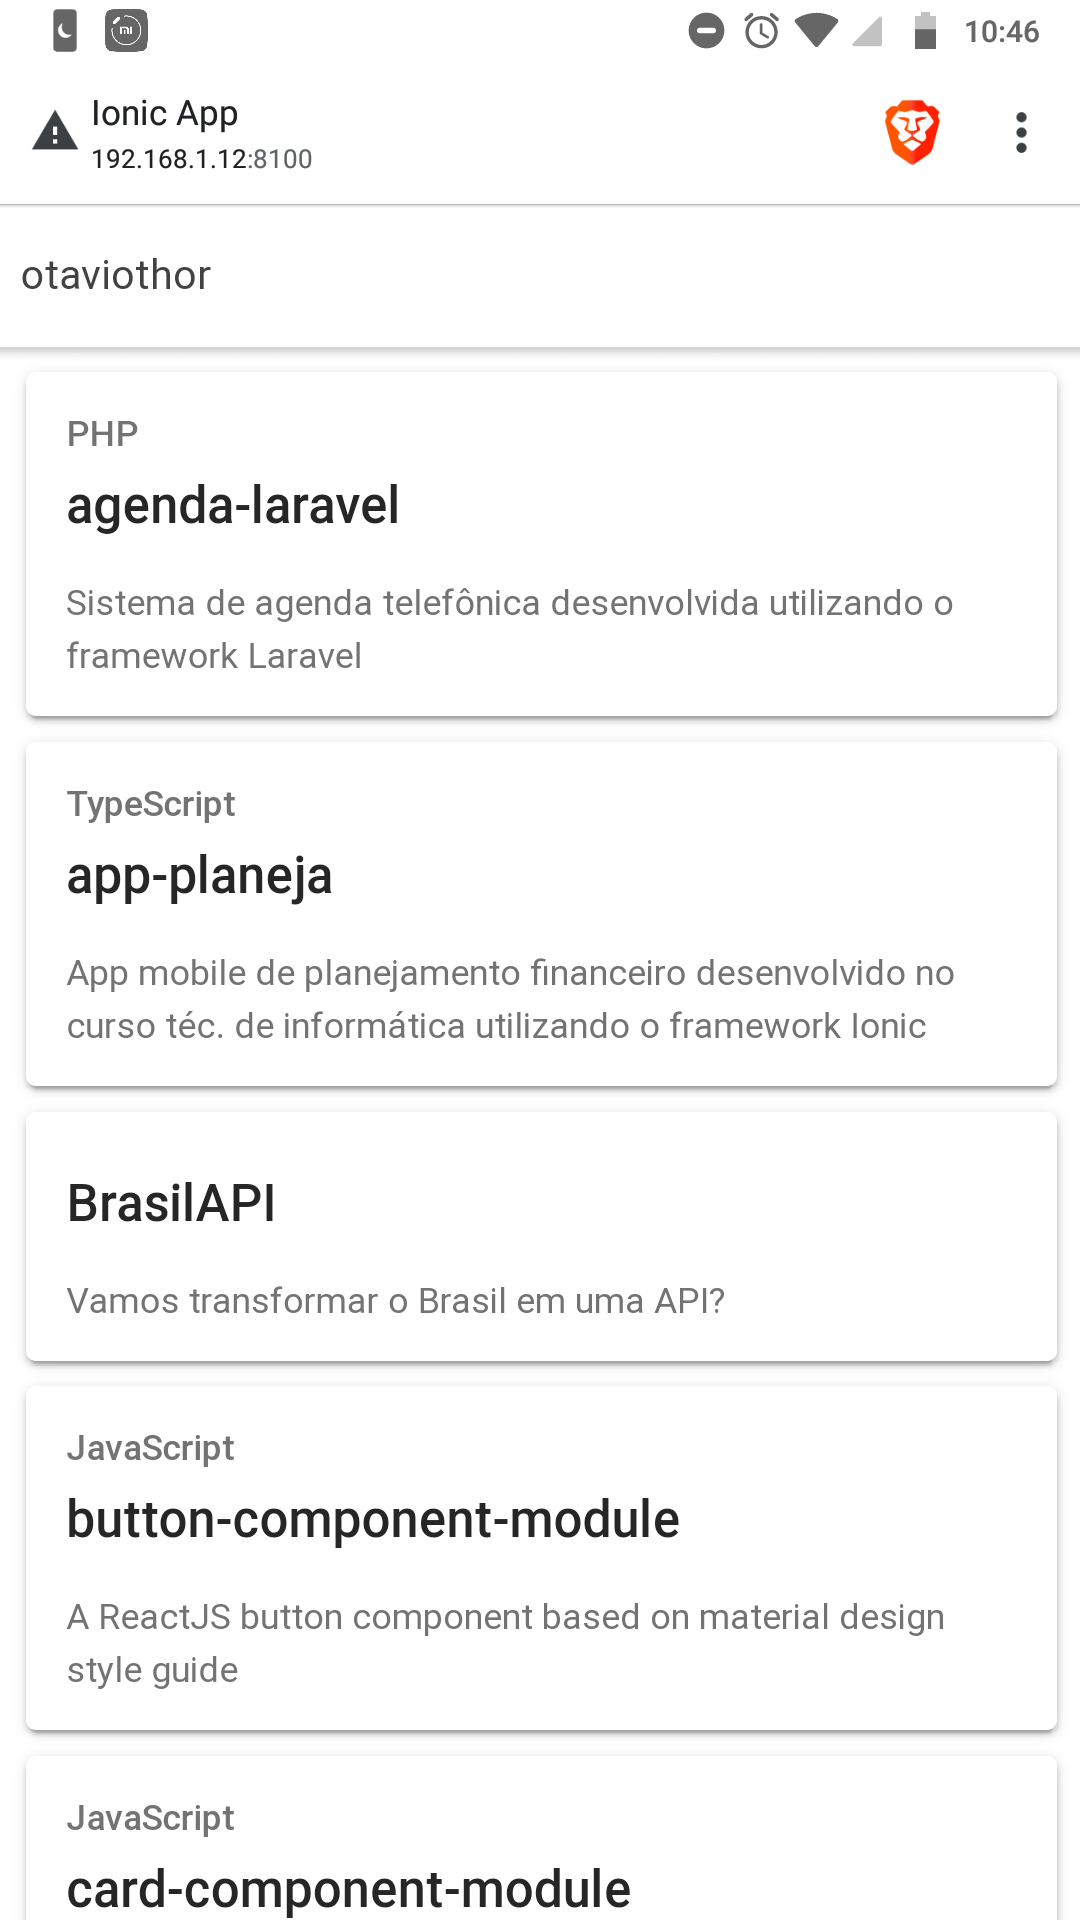 10:46
Ionic App
192.168.1.12:8100
otaviothor
PHP
agenda-laravel
Sistema de agenda telefônica desenvolvida utilizando o
framework Laravel
TypeScript
app-planeja
App mobile de planejamento financeiro desenvolvido no
curso téc. de informática utilizando o framework Ionic
BrasilAPI
Vamos transformar o Brasil em uma API?
JavaScript
button-component-module
A ReactJS button component based on material design
style guide
JavaScript
card-component-module